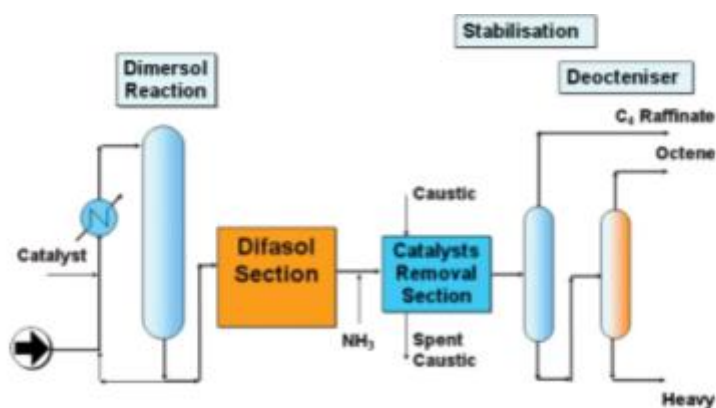 Stabilisation
Dimersol
Reaction
Deocteniser
C₄ Raffinate
Octene
Caustic
Difasol
Section
Catalysts
Removal
Section
Catalyst
NH₃
Spent
Caustic
Heavy